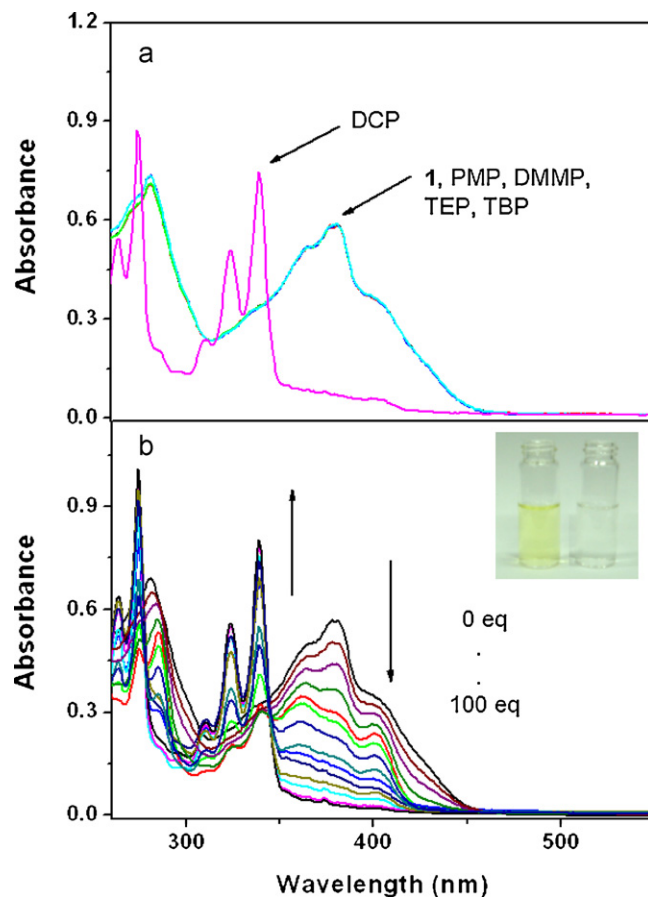 1.2
a
DCP
0.9
1, PMP, DMMP,
TEP, TBP
0.6
Absorbance
0.3
0.0
b
0.9
0 eq
.
.
100 eq
0.6
Absorbance
0.3
0.0
300 400 500
Wavelength (nm)